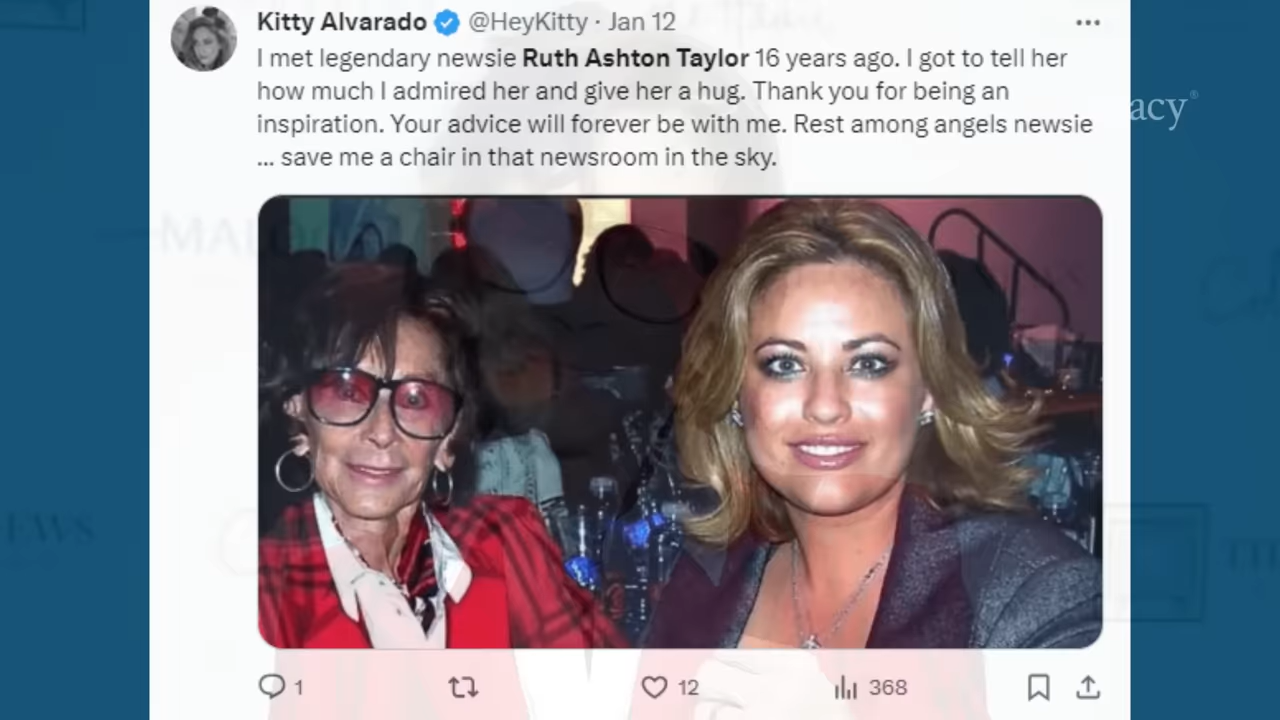 Kitty Alvarado @HeyKitty · Jan 12
I met legendary newsie Ruth Ashton Taylor 16 years ago. I got to tell her
how much I admired her and give her a hug. Thank you for being an
inspiration. Your advice will forever be with me. Rest among angels newsie
... save me a chair in that newsroom in the sky.
acy®
EWS
1 12 368